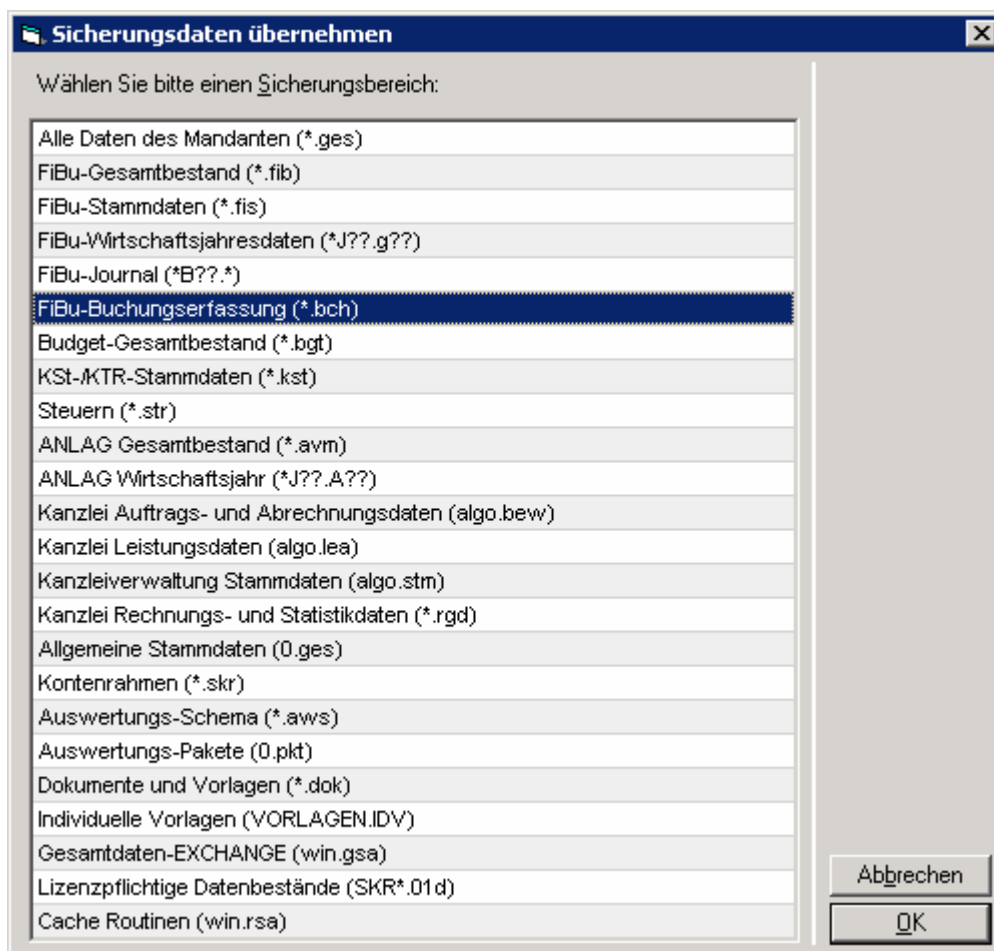 Sicherungsdaten übernehmen
Wählen Sie bitte einen Sicherungsbereich:
Alle Daten des Mandanten (*.ges)
FiBu-Gesamtbestand (*.fib)
FiBu-Stammdaten (*.fis)
FiBu-Wirtschaftsjahresdaten (*J??.g??)
FiBu-Journal (*B??.*)
FiBu-Buchungserfassung (*.bch)
Budget-Gesamtbestand (*.bgt)
KSt-/KTR-Stammdaten (*.kst)
Steuern (*.str)
ANLAG Gesamtbestand (*.avm)
ANLAG Wirtschaftsjahr (*J??.A??)
Kanzlei Auftrags- und Abrechnungsdaten (algo.bew)
Kanzlei Leistungsdaten (algo.lea)
Kanzleiverwaltung Stammdaten (algo.stm)
Kanzlei Rechnungs- und Statistikdaten (*.rgd)
Allgemeine Stammdaten (0.ges)
Kontenrahmen (*.skr)
Auswertungs-Schema (*.aws)
Auswertungs-Pakete (0.pkt)
Dokumente und Vorlagen (*.dok)
Individuelle Vorlagen (VORLAGEN.IDV)
Gesamtdaten-EXCHANGE (win.gsa)
Lizenzpflichtige Datenbestände (SKR*.01d)
Cache Routinen (win.rsa)
Abbrechen
OK